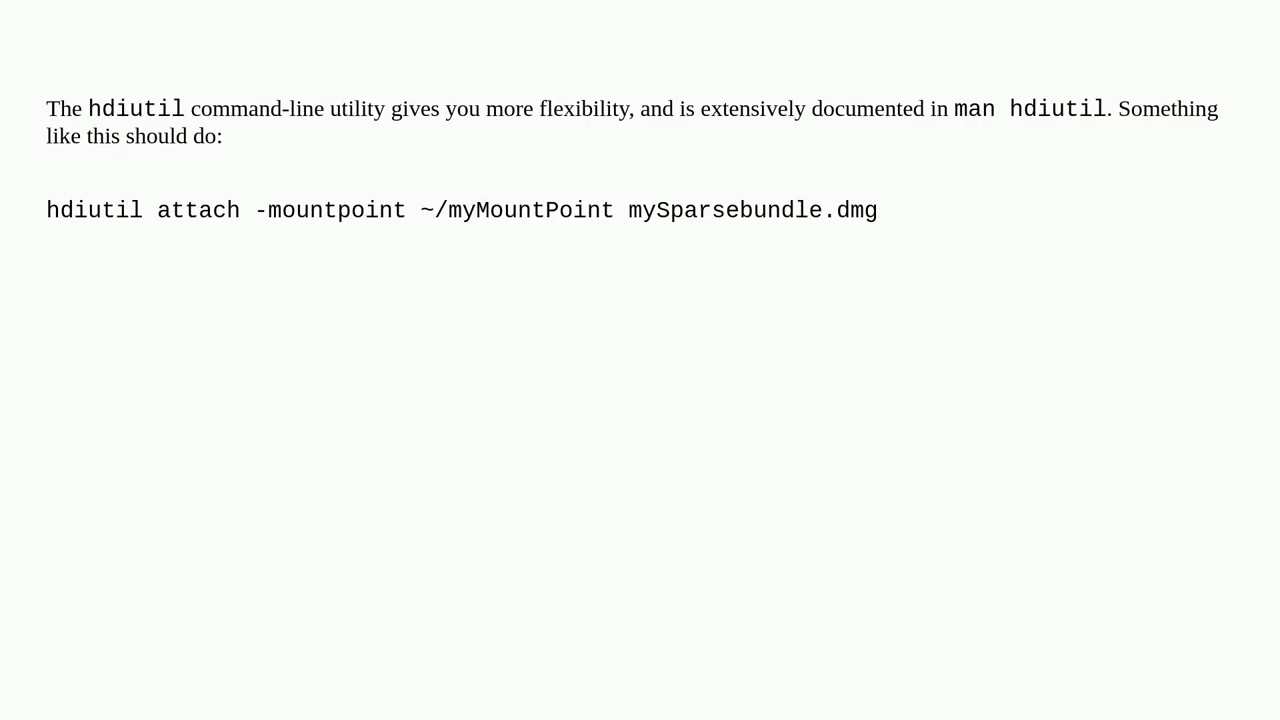 The hdiutil command-line utility gives you more flexibility, and is extensively documented in man hdiutil. Something
like this should do:
hdiutil attach -mountpoint ~/myMountPoint mySparsebundle.dmg